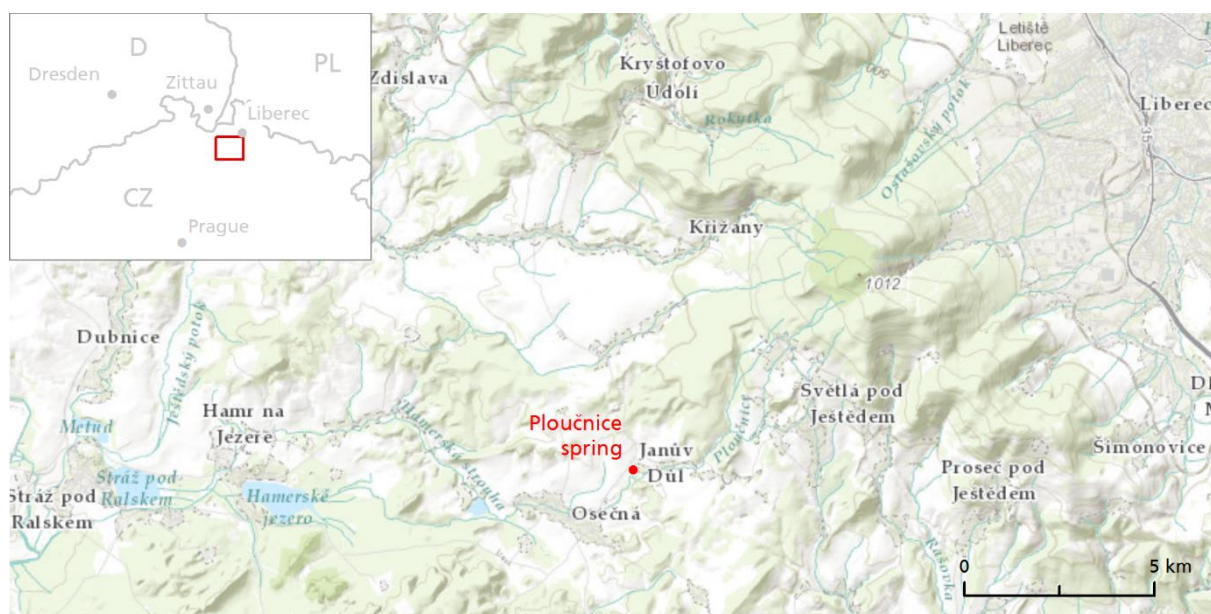 D
PL
Dresden
Zittau
Liberec
CZ
Prague
Zdislava
Kryštofovo
Údolí
Rokytka
500
Letiště
Liberec
Ostašovský potok
Liberec
35
Křižany
1012
Dubnice
Ještědský potok
Hamr na
Jezeře
Hamerská strouha
Ploučnice
spring
Janův
Důl
Ploučnice
Světlá pod
Ještědem
Šimonovice
Proseč pod
Ještědem
Stráž pod
Ralskem
Stráž pod
Ralskem
Hamerské
jezero
Osečná
Rašovka
0
5 km